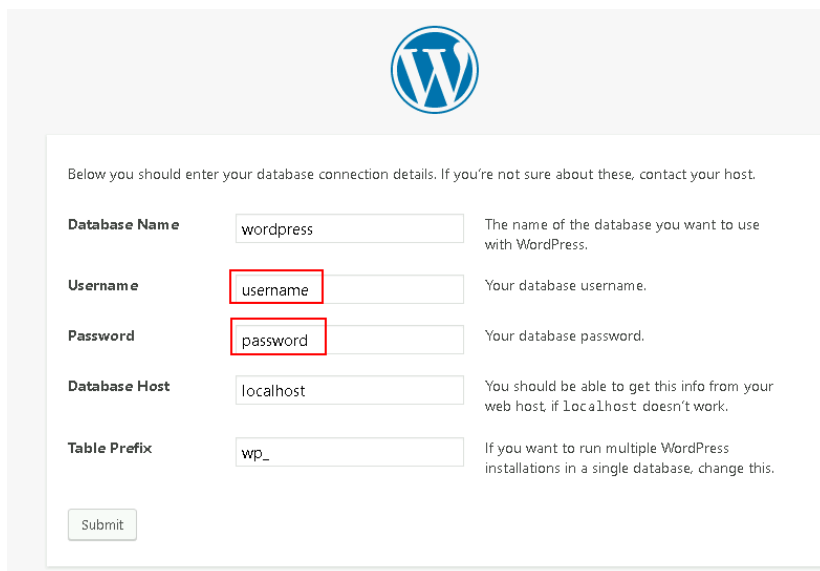 Below you should enter your database connection details. If you're not sure about these, contact your host.
Database Name
wordpress
The name of the database you want to use
with WordPress.
Username
username
Your database username.
Password
password
Your database password.
Database Host
localhost
You should be able to get this info from your
web host, if localhost doesn't work.
Table Prefix
wp_
If you want to run multiple WordPress
installations in a single database, change this.
Submit